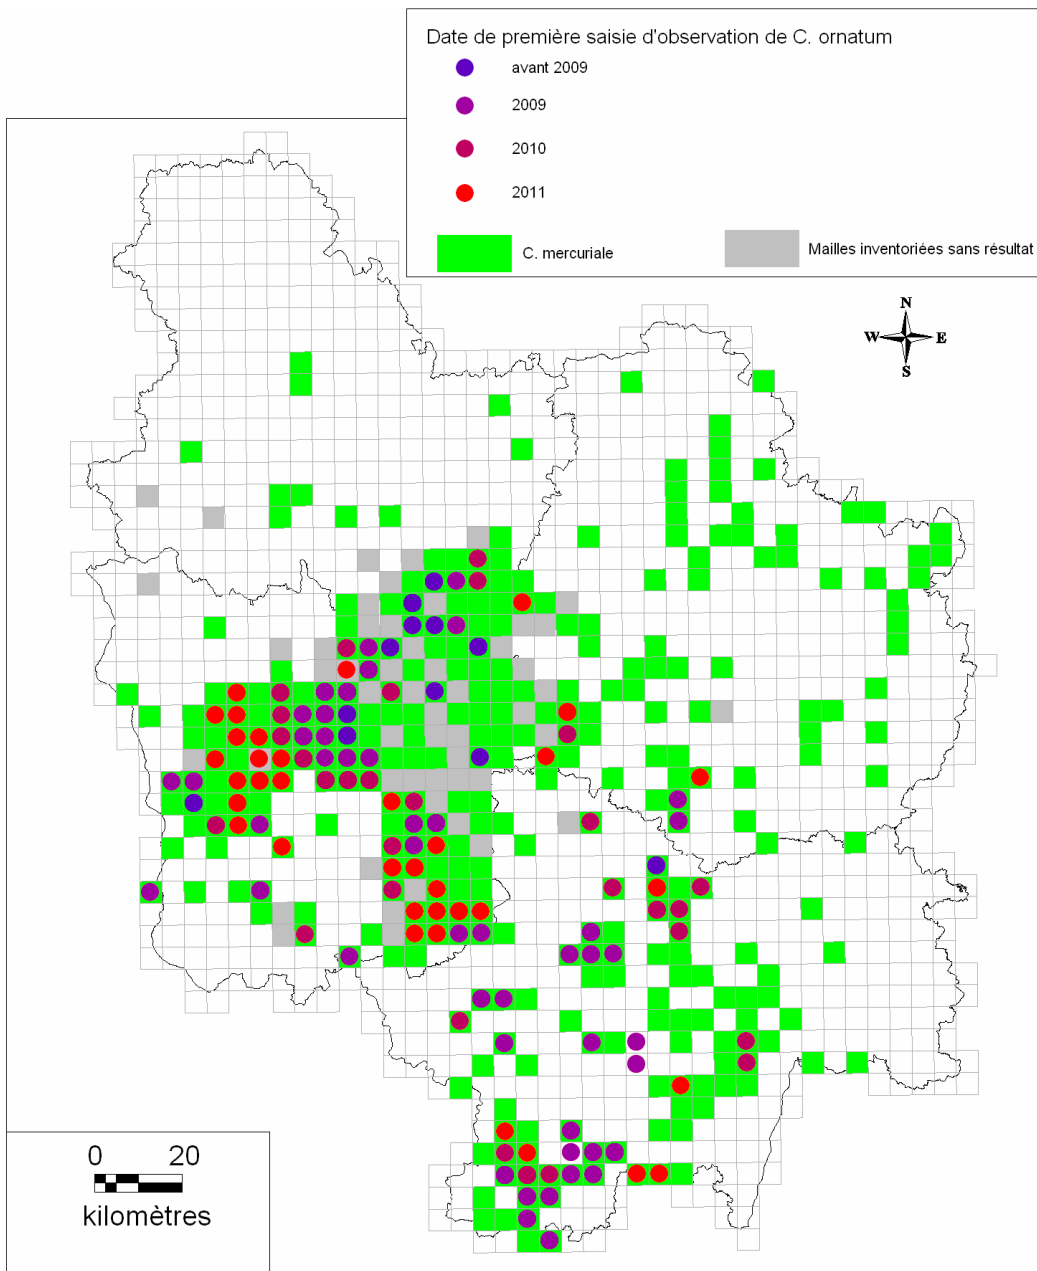 Date de première saisie d'observation de C. ornatum
avant 2009
2009
2010
2011
C. mercuriale
Mailles inventoriées sans résultat
N
W E
S
0 20
kilomètres